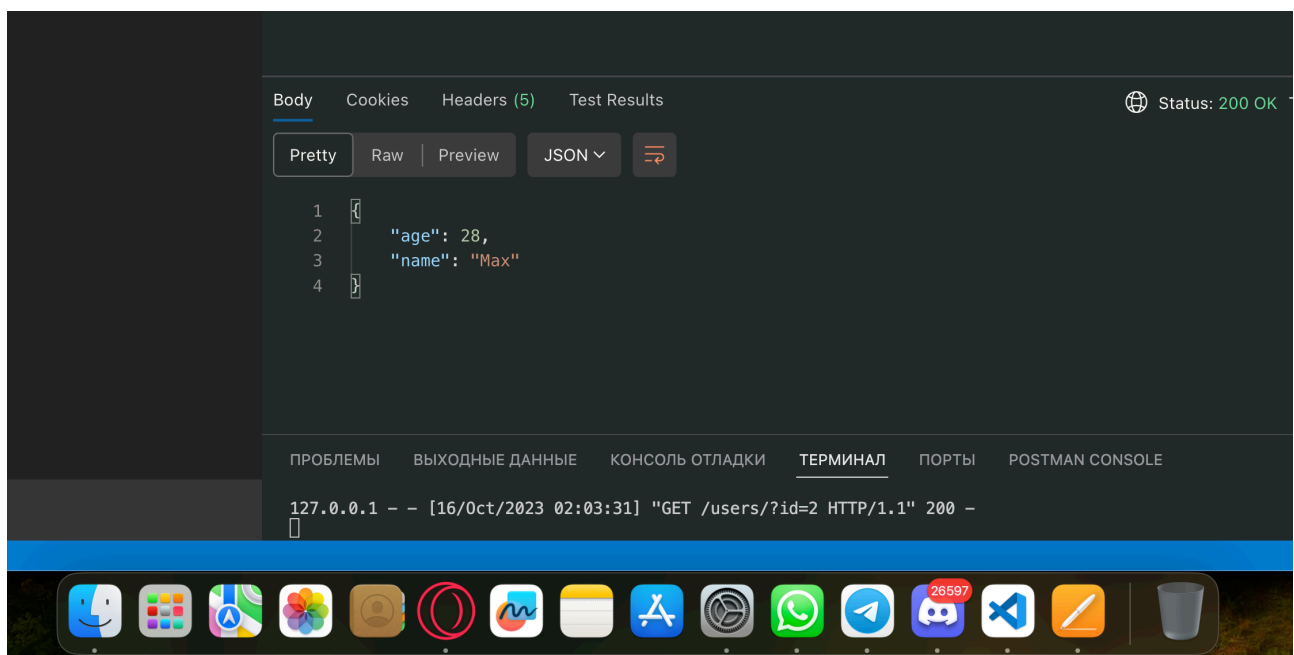 Body Cookies Headers (5) Test Results Status: 200 OK
Pretty Raw Preview JSON
1 {
2 "age": 28,
3 "name": "Max"
4 }
ПРОБЛЕМЫ ВЫХОДНЫЕ ДАННЫЕ КОНСОЛЬ ОТЛАДКИ ТЕРМИНАЛ ПОРТЫ POSTMAN CONSOLE
127.0.0.1 - - [16/Oct/2023 02:03:31] "GET /users/?id=2 HTTP/1.1" 200 -
26597